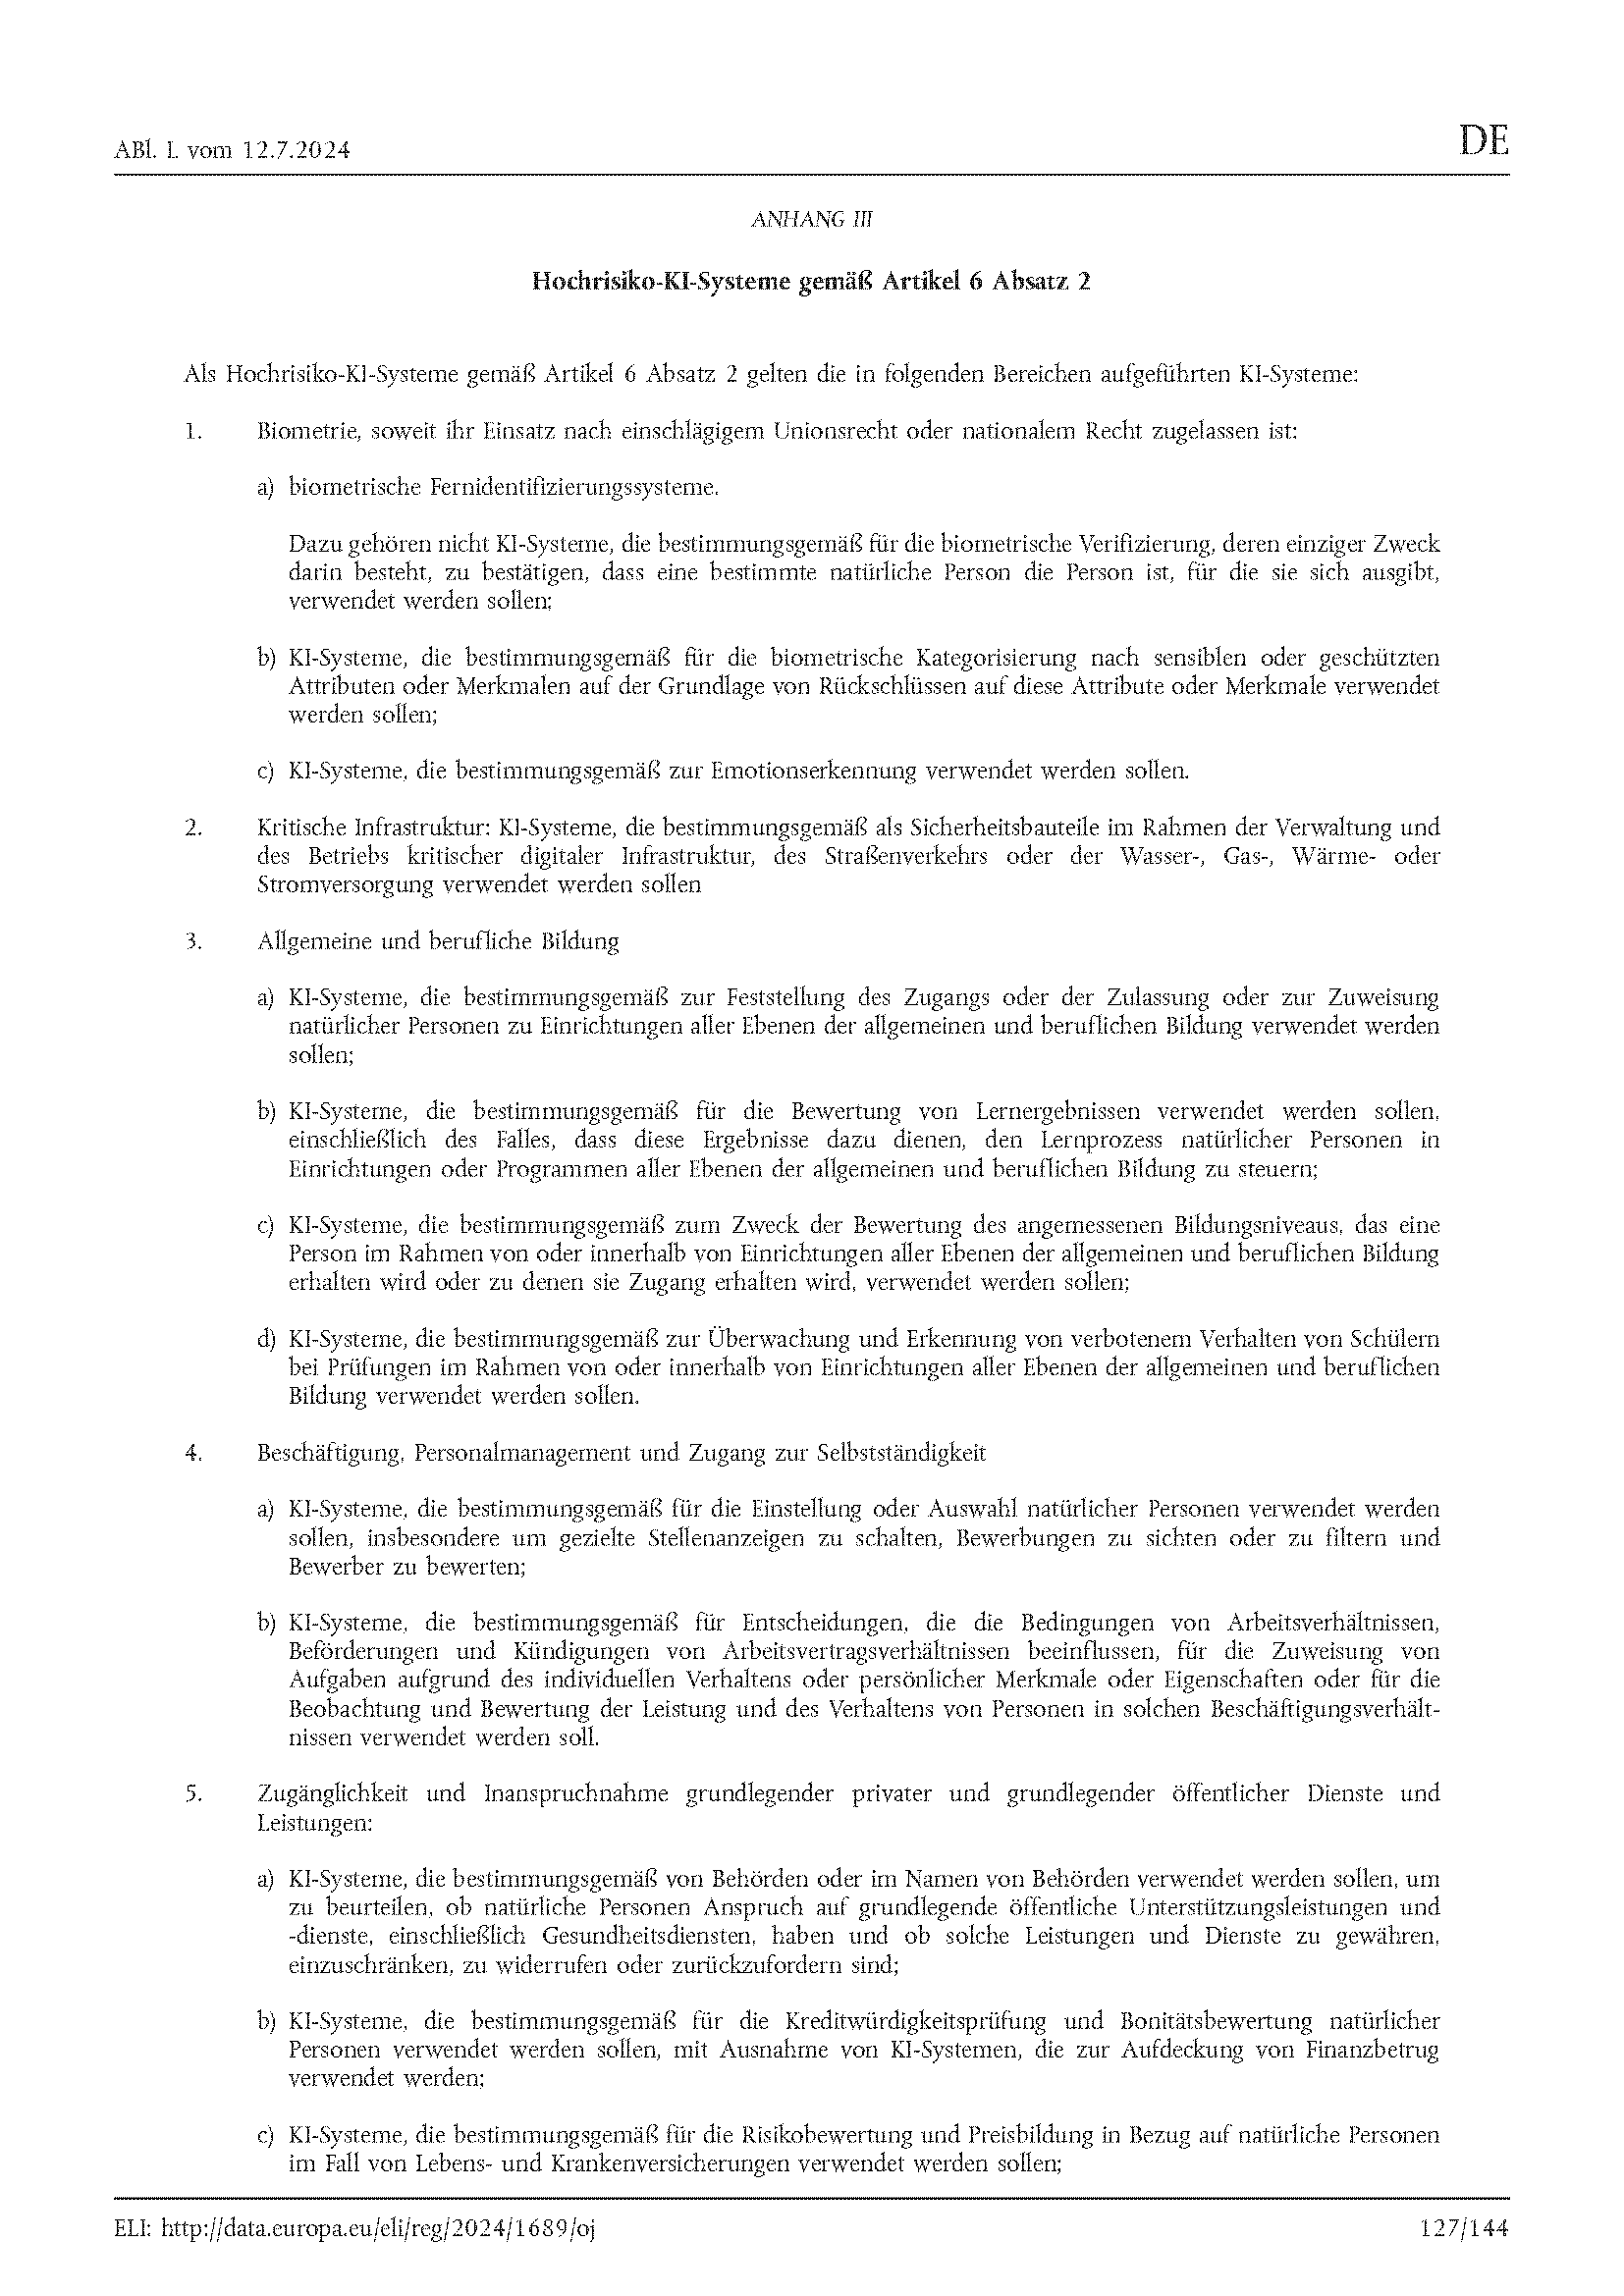 ABl. L vom 12.7.2024
DE
ANHANG III
Hochrisiko-KI-Systeme gemäß Artikel 6 Absatz 2
Als Hochrisiko-KI-Systeme gemäß Artikel 6 Absatz 2 gelten die in folgenden Bereichen aufgeführten KI-Systeme:
1. Biometrie, soweit ihr Einsatz nach einschlägigem Unionsrecht oder nationalem Recht zugelassen ist:
a) biometrische Fernidentifizierungssysteme.
Dazu gehören nicht KI-Systeme, die bestimmungsgemäß für die biometrische Verifizierung, deren einziger Zweck
darin besteht, zu bestätigen, dass eine bestimmte natürliche Person die Person ist, für die sie sich ausgibt,
verwendet werden sollen;
b) KI-Systeme, die bestimmungsgemäß für die biometrische Kategorisierung nach sensiblen oder geschützten
Attributen oder Merkmalen auf der Grundlage von Rückschlüssen auf diese Attribute oder Merkmale verwendet
werden sollen;
c) KI-Systeme, die bestimmungsgemäß zur Emotionserkennung verwendet werden sollen.
2. Kritische Infrastruktur: KI-Systeme, die bestimmungsgemäß als Sicherheitsbauteile im Rahmen der Verwaltung und
des Betriebs kritischer digitaler Infrastruktur, des Straßenverkehrs oder der Wasser-, Gas-, Wärme- oder
Stromversorgung verwendet werden sollen
3. Allgemeine und berufliche Bildung
a) KI-Systeme, die bestimmungsgemäß zur Feststellung des Zugangs oder der Zulassung oder zur Zuweisung
natürlicher Personen zu Einrichtungen aller Ebenen der allgemeinen und beruflichen Bildung verwendet werden
sollen;
b) KI-Systeme, die bestimmungsgemäß für die Bewertung von Lernergebnissen verwendet werden sollen,
einschließlich des Falles, dass diese Ergebnisse dazu dienen, den Lernprozess natürlicher Personen in
Einrichtungen oder Programmen aller Ebenen der allgemeinen und beruflichen Bildung zu steuern;
c) KI-Systeme, die bestimmungsgemäß zum Zweck der Bewertung des angemessenen Bildungsniveaus, das eine
Person im Rahmen von oder innerhalb von Einrichtungen aller Ebenen der allgemeinen und beruflichen Bildung
erhalten wird oder zu denen sie Zugang erhalten wird, verwendet werden sollen;
d) KI-Systeme, die bestimmungsgemäß zur Überwachung und Erkennung von verbotenem Verhalten von Schülern
bei Prüfungen im Rahmen von oder innerhalb von Einrichtungen aller Ebenen der allgemeinen und beruflichen
Bildung verwendet werden sollen.
4. Beschäftigung, Personalmanagement und Zugang zur Selbstständigkeit
a) KI-Systeme, die bestimmungsgemäß für die Einstellung oder Auswahl natürlicher Personen verwendet werden
sollen, insbesondere um gezielte Stellenanzeigen zu schalten, Bewerbungen zu sichten oder zu filtern und
Bewerber zu bewerten;
b) KI-Systeme, die bestimmungsgemäß für Entscheidungen, die die Bedingungen von Arbeitsverhältnissen,
Beförderungen und Kündigungen von Arbeitsvertragsverhältnissen beeinflussen, für die Zuweisung von
Aufgaben aufgrund des individuellen Verhaltens oder persönlicher Merkmale oder Eigenschaften oder für die
Beobachtung und Bewertung der Leistung und des Verhaltens von Personen in solchen Beschäftigungsverhält-
nissen verwendet werden soll.
5. Zugänglichkeit und Inanspruchnahme grundlegender privater und grundlegender öffentlicher Dienste und
Leistungen:
a) KI-Systeme, die bestimmungsgemäß von Behörden oder im Namen von Behörden verwendet werden sollen, um
zu beurteilen, ob natürliche Personen Anspruch auf grundlegende öffentliche Unterstützungsleistungen und
-dienste, einschließlich Gesundheitsdiensten, haben und ob solche Leistungen und Dienste zu gewähren,
einzuschränken, zu widerrufen oder zurückzufordern sind;
b) KI-Systeme, die bestimmungsgemäß für die Kreditwürdigkeitsprüfung und Bonitätsbewertung natürlicher
Personen verwendet werden sollen, mit Ausnahme von KI-Systemen, die zur Aufdeckung von Finanzbetrug
verwendet werden;
c) KI-Systeme, die bestimmungsgemäß für die Risikobewertung und Preisbildung in Bezug auf natürliche Personen
im Fall von Lebens- und Krankenversicherungen verwendet werden sollen;
ELI: http://data.europa.eu/eli/reg/2024/1689/oj
127/144